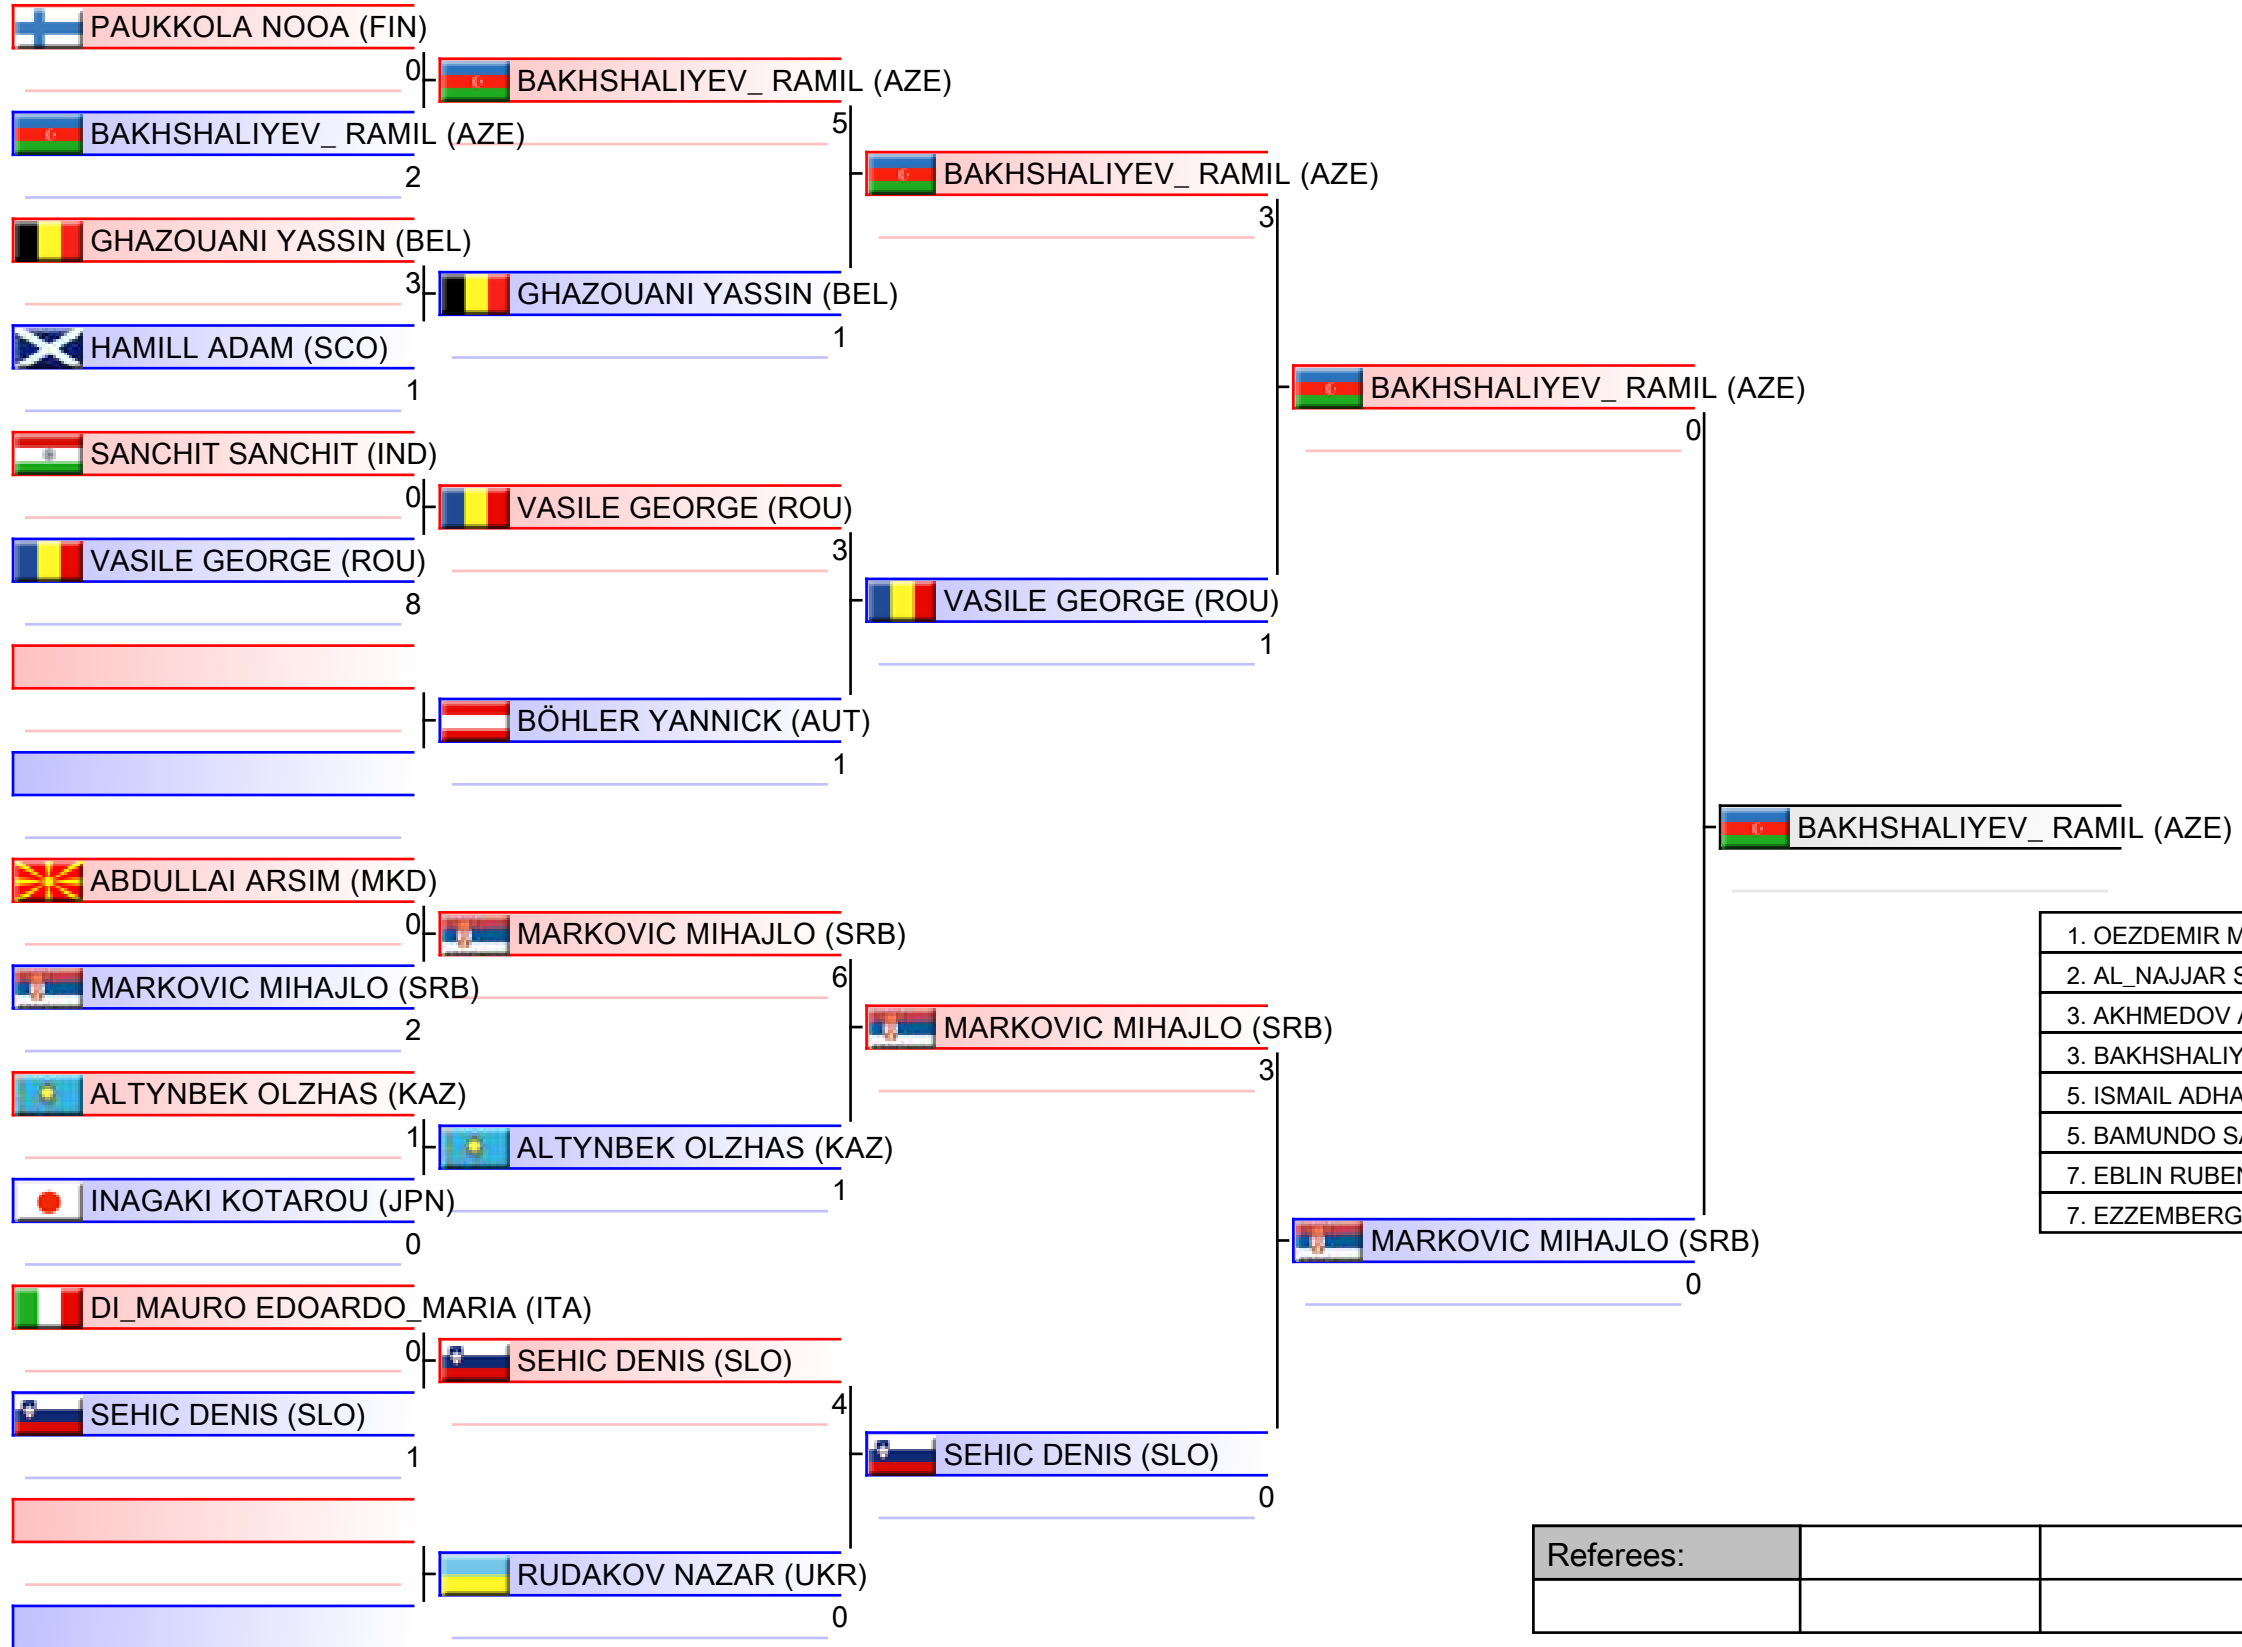 PAUKKOLA NOOA (FIN)
0
BAKHSHALIYEV_ RAMIL (AZE)
2
GHAZOUANI YASSIN (BEL)
3
HAMILL ADAM (SCO)
1
SANCHIT SANCHIT (IND)
0
VASILE GEORGE (ROU)
8
ABDULLAI ARSIM (MKD)
0
MARKOVIC MIHAJLO (SRB)
2
ALTYNBEK OLZHAS (KAZ)
1
INAGAKI KOTAROU (JPN)
0
DI_MAURO EDOARDO_MARIA (ITA)
0
SEHIC DENIS (SLO)
1
BAKHSHALIYEV_ RAMIL (AZE)
5
GHAZOUANI YASSIN (BEL)
1
VASILE GEORGE (ROU)
3
BÖHLER YANNICK (AUT)
1
MARKOVIC MIHAJLO (SRB)
6
ALTYNBEK OLZHAS (KAZ)
1
SEHIC DENIS (SLO)
4
RUDAKOV NAZAR (UKR)
0
BAKHSHALIYEV_ RAMIL (AZE)
3
VASILE GEORGE (ROU)
1
MARKOVIC MIHAJLO (SRB)
3
SEHIC DENIS (SLO)
0
BAKHSHALIYEV_ RAMIL (AZE)
0
MARKOVIC MIHAJLO (SRB)
0
BAKHSHALIYEV_ RAMIL (AZE)
1. OEZDEMIR M
2. AL_NAJJAR S
3. AKHMEDOV A
3. BAKHSHALIY
5. ISMAIL ADHA
5. BAMUNDO SA
7. EBLIN RUBEN
7. EZZEMBERG
Referees: